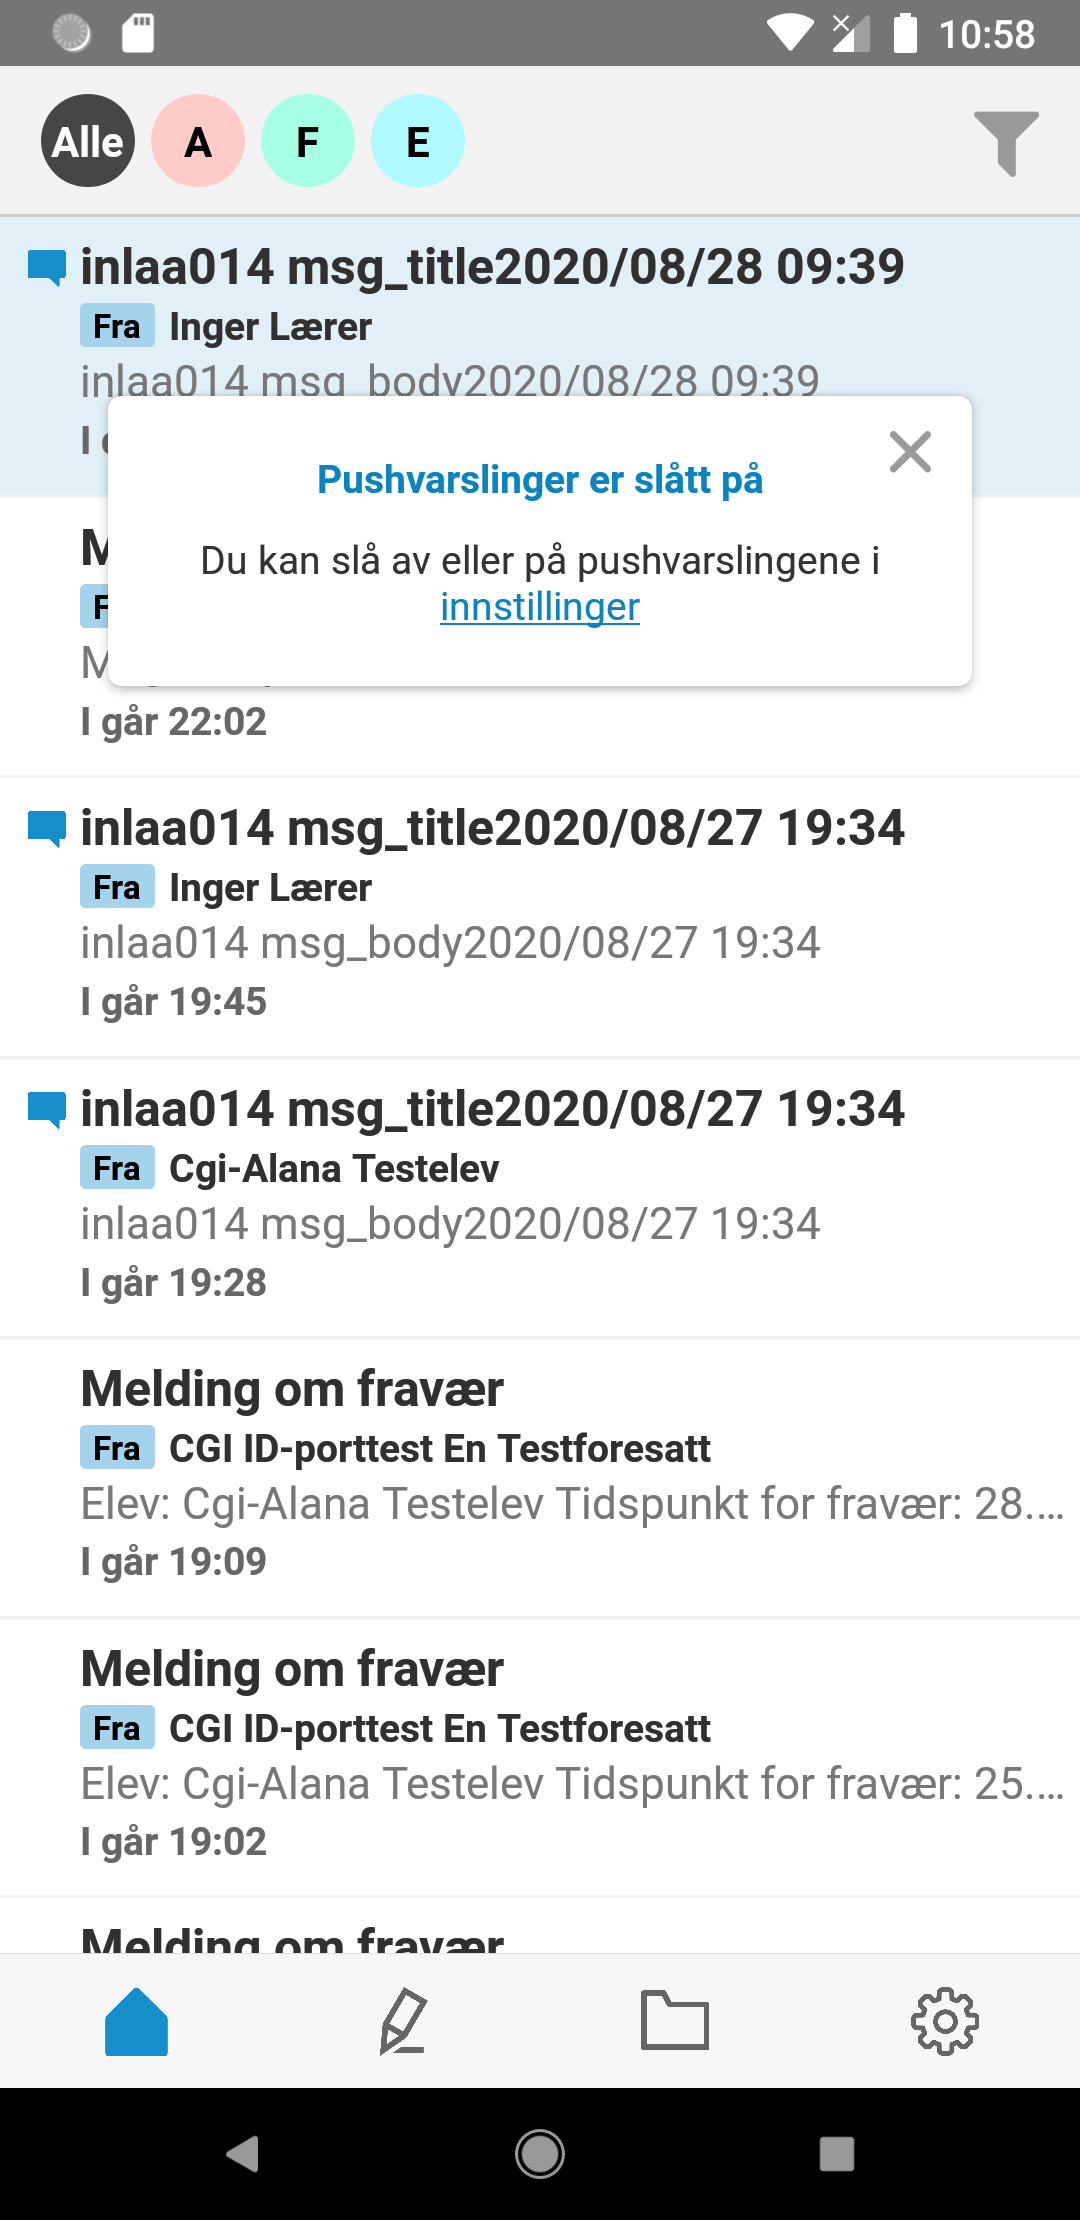 10:58
Alle A F E
inlaa014 msg_title2020/08/28 09:39
Fra Inger Lærer
inlaa014 msg_body2020/08/28 09:39
I
Pushvarslinger er slått på
Du kan slå av eller på pushvarslingene i
innstillinger
M
F
M
I går 22:02
inlaa014 msg_title2020/08/27 19:34
Fra Inger Lærer
inlaa014 msg_body2020/08/27 19:34
I går 19:45
inlaa014 msg_title2020/08/27 19:34
Fra Cgi-Alana Testelev
inlaa014 msg_body2020/08/27 19:34
I går 19:28
Melding om fravær
Fra CGI ID-porttest En Testforesatt
Elev: Cgi-Alana Testelev Tidspunkt for fravær: 28....
I går 19:09
Melding om fravær
Fra CGI ID-porttest En Testforesatt
Elev: Cgi-Alana Testelev Tidspunkt for fravær: 25....
I går 19:02
Melding om fravær